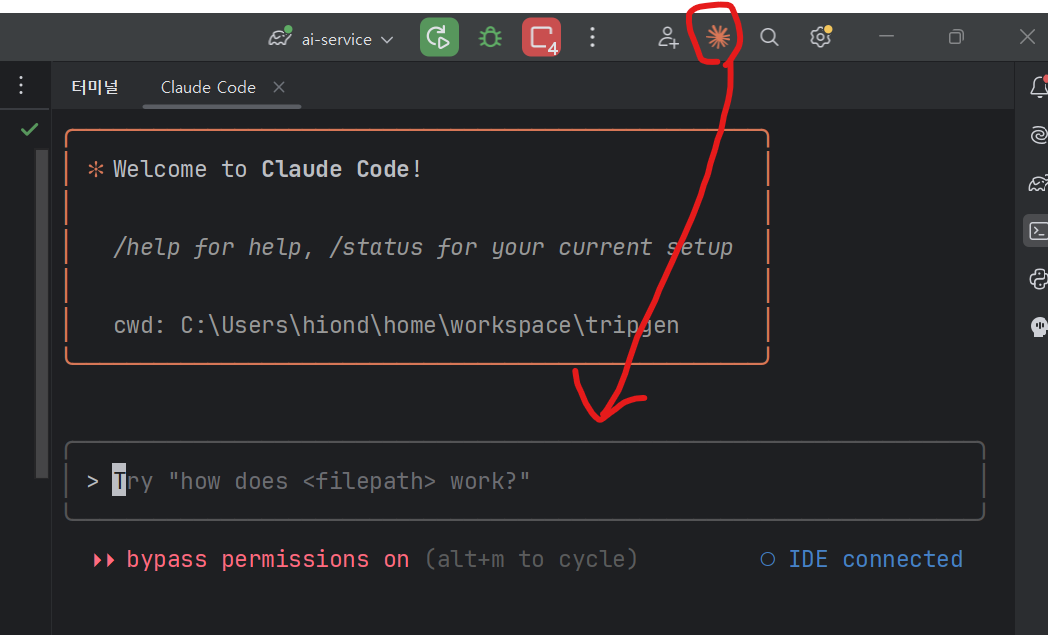 ai-service
4
터미널
Claude Code
✻ Welcome to Claude Code!
/help for help, /status for your current setup
cwd: C:\Users\hiond\home\workspace\tripgen
> Try "how does <filepath> work?"
bypass permissions on (alt+m to cycle)
IDE connected